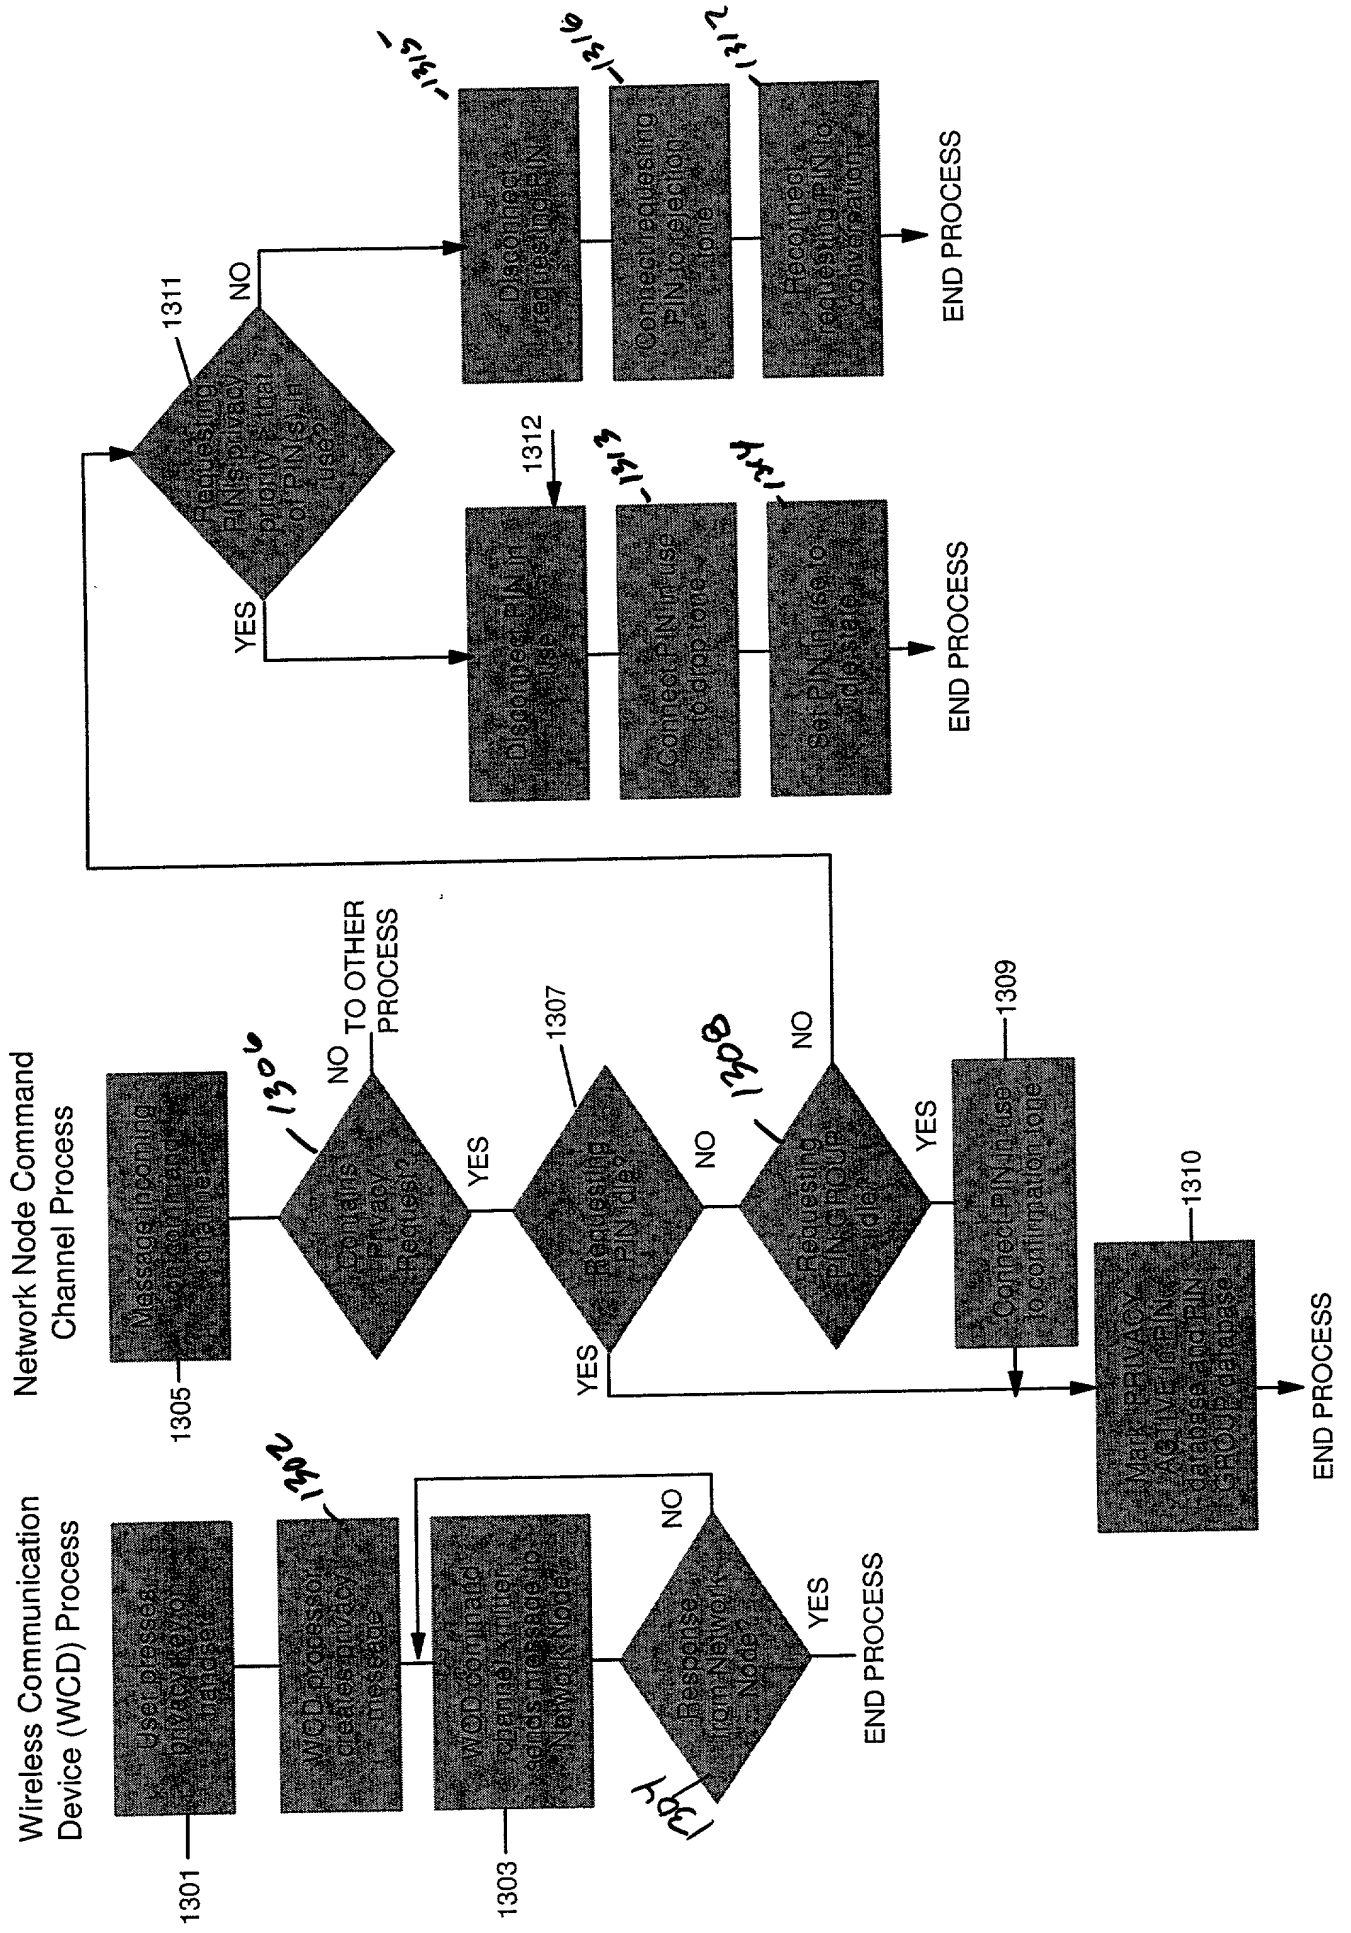 Wireless Communication
Device (WCD) Process
1301
User presses
privacy key on
handset
1302
WCD processor
creates privacy
message
1303
WCD Command
channel Xmitter
sends message to
Network Node
1304
Response
from Network
Node?
NO
YES
END PROCESS
Network Node Command
Channel Process
1305
Message incoming
on command
channel
1306
Contains
Privacy
Request?
NO
TO OTHER
PROCESS
YES
1307
Requesting
PIN idle?
YES
NO
1308
Requesting
PIN GROUP
idle?
NO
YES
1309
Connect PIN in use
to confirmation tone
1310
Mark 'PRIVACY
ACTIVE' in PIN
database and PIN
GROUP database
END PROCESS
1311
Requesting
PIN's privacy
priority > that
of PIN(s) in
use?
YES
NO
1312
Disconnect PIN in
use
1313
Connect PIN in use
to drop tone
1314
Set PIN in use to
idle state
END PROCESS
1315
Disconnect
requesting PIN
1316
Connect requesting
PIN to rejection
tone
1317
Reconnect
requesting PIN to
conversation
END PROCESS